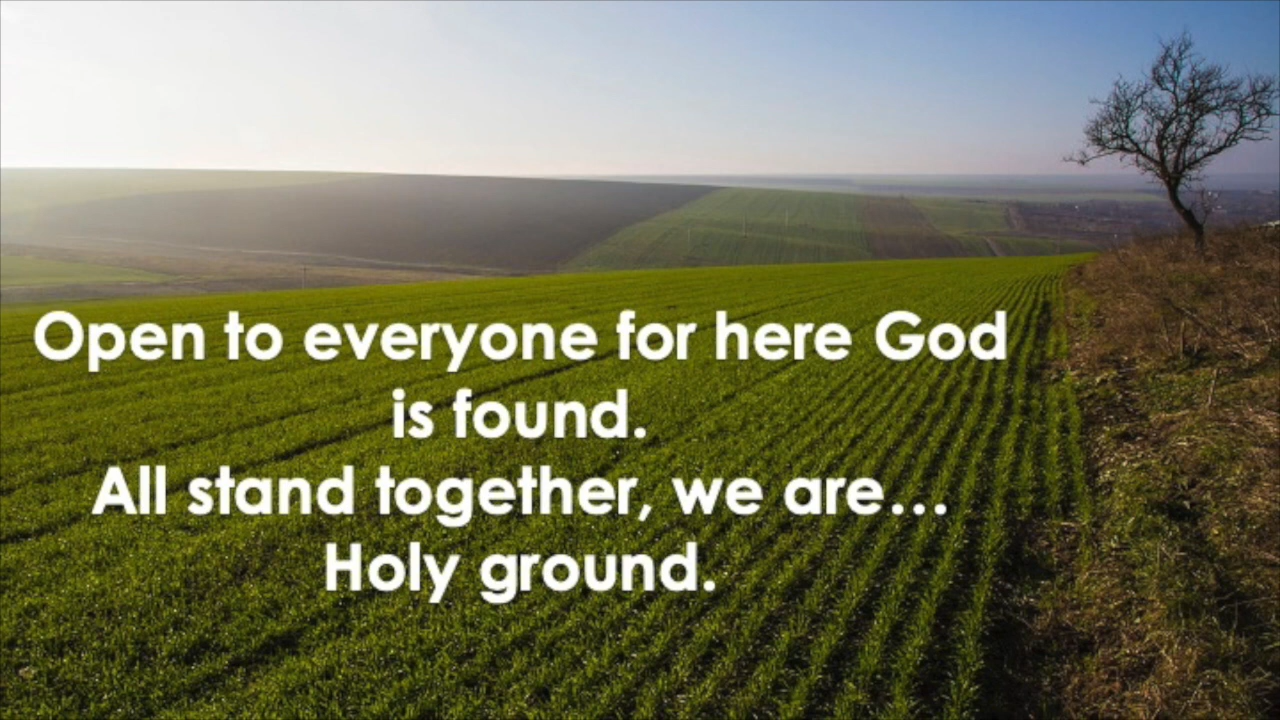 Open to everyone for here God
is found.
All stand together, we are...
Holy ground.